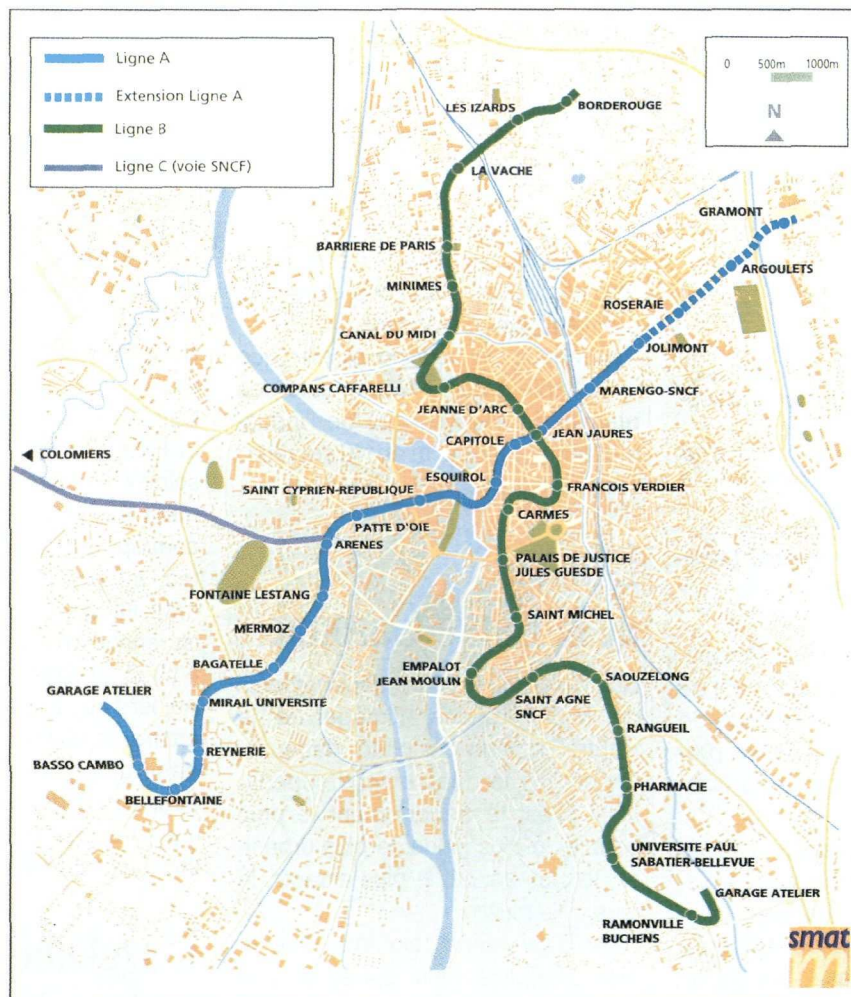 Ligne A
Extension Ligne A
Ligne B
Ligne C (voie SNCF)
0 500m 1000m
N
LES IZARDS
BORDEROUGE
LA VACHE
GRAMONT
BARRIERE DE PARIS
ARGOULETS
MINIMES
ROSERAIE
CANAL DU MIDI
JOLIMONT
COMPANS CAFFARELLI
MARENGO-SNCF
JEANNE D'ARC
CAPITOLE
JEAN JAURES
COLOMIERS
ESQUIROL
SAINT CYPRIEN-REPUBLIQUE
FRANCOIS VERDIER
CARMES
PATTE D'OIE
ARENES
PALAIS DE JUSTICE
JULES GUESDE
FONTAINE LESTANG
SAINT MICHEL
MERMOZ
BAGATELLE
EMPALOT
JEAN MOULIN
SAOUZELONG
GARAGE ATELIER
MIRAIL UNIVERSITE
SAINT AGNE
SNCF
RANGUEIL
REYNERIE
BASSO CAMBO
PHARMACIE
BELLEFONTAINE
UNIVERSITE PAUL
SABATIER-BELLEVUE
GARAGE ATELIER
RAMONVILLE
BUCHENS
smat
m